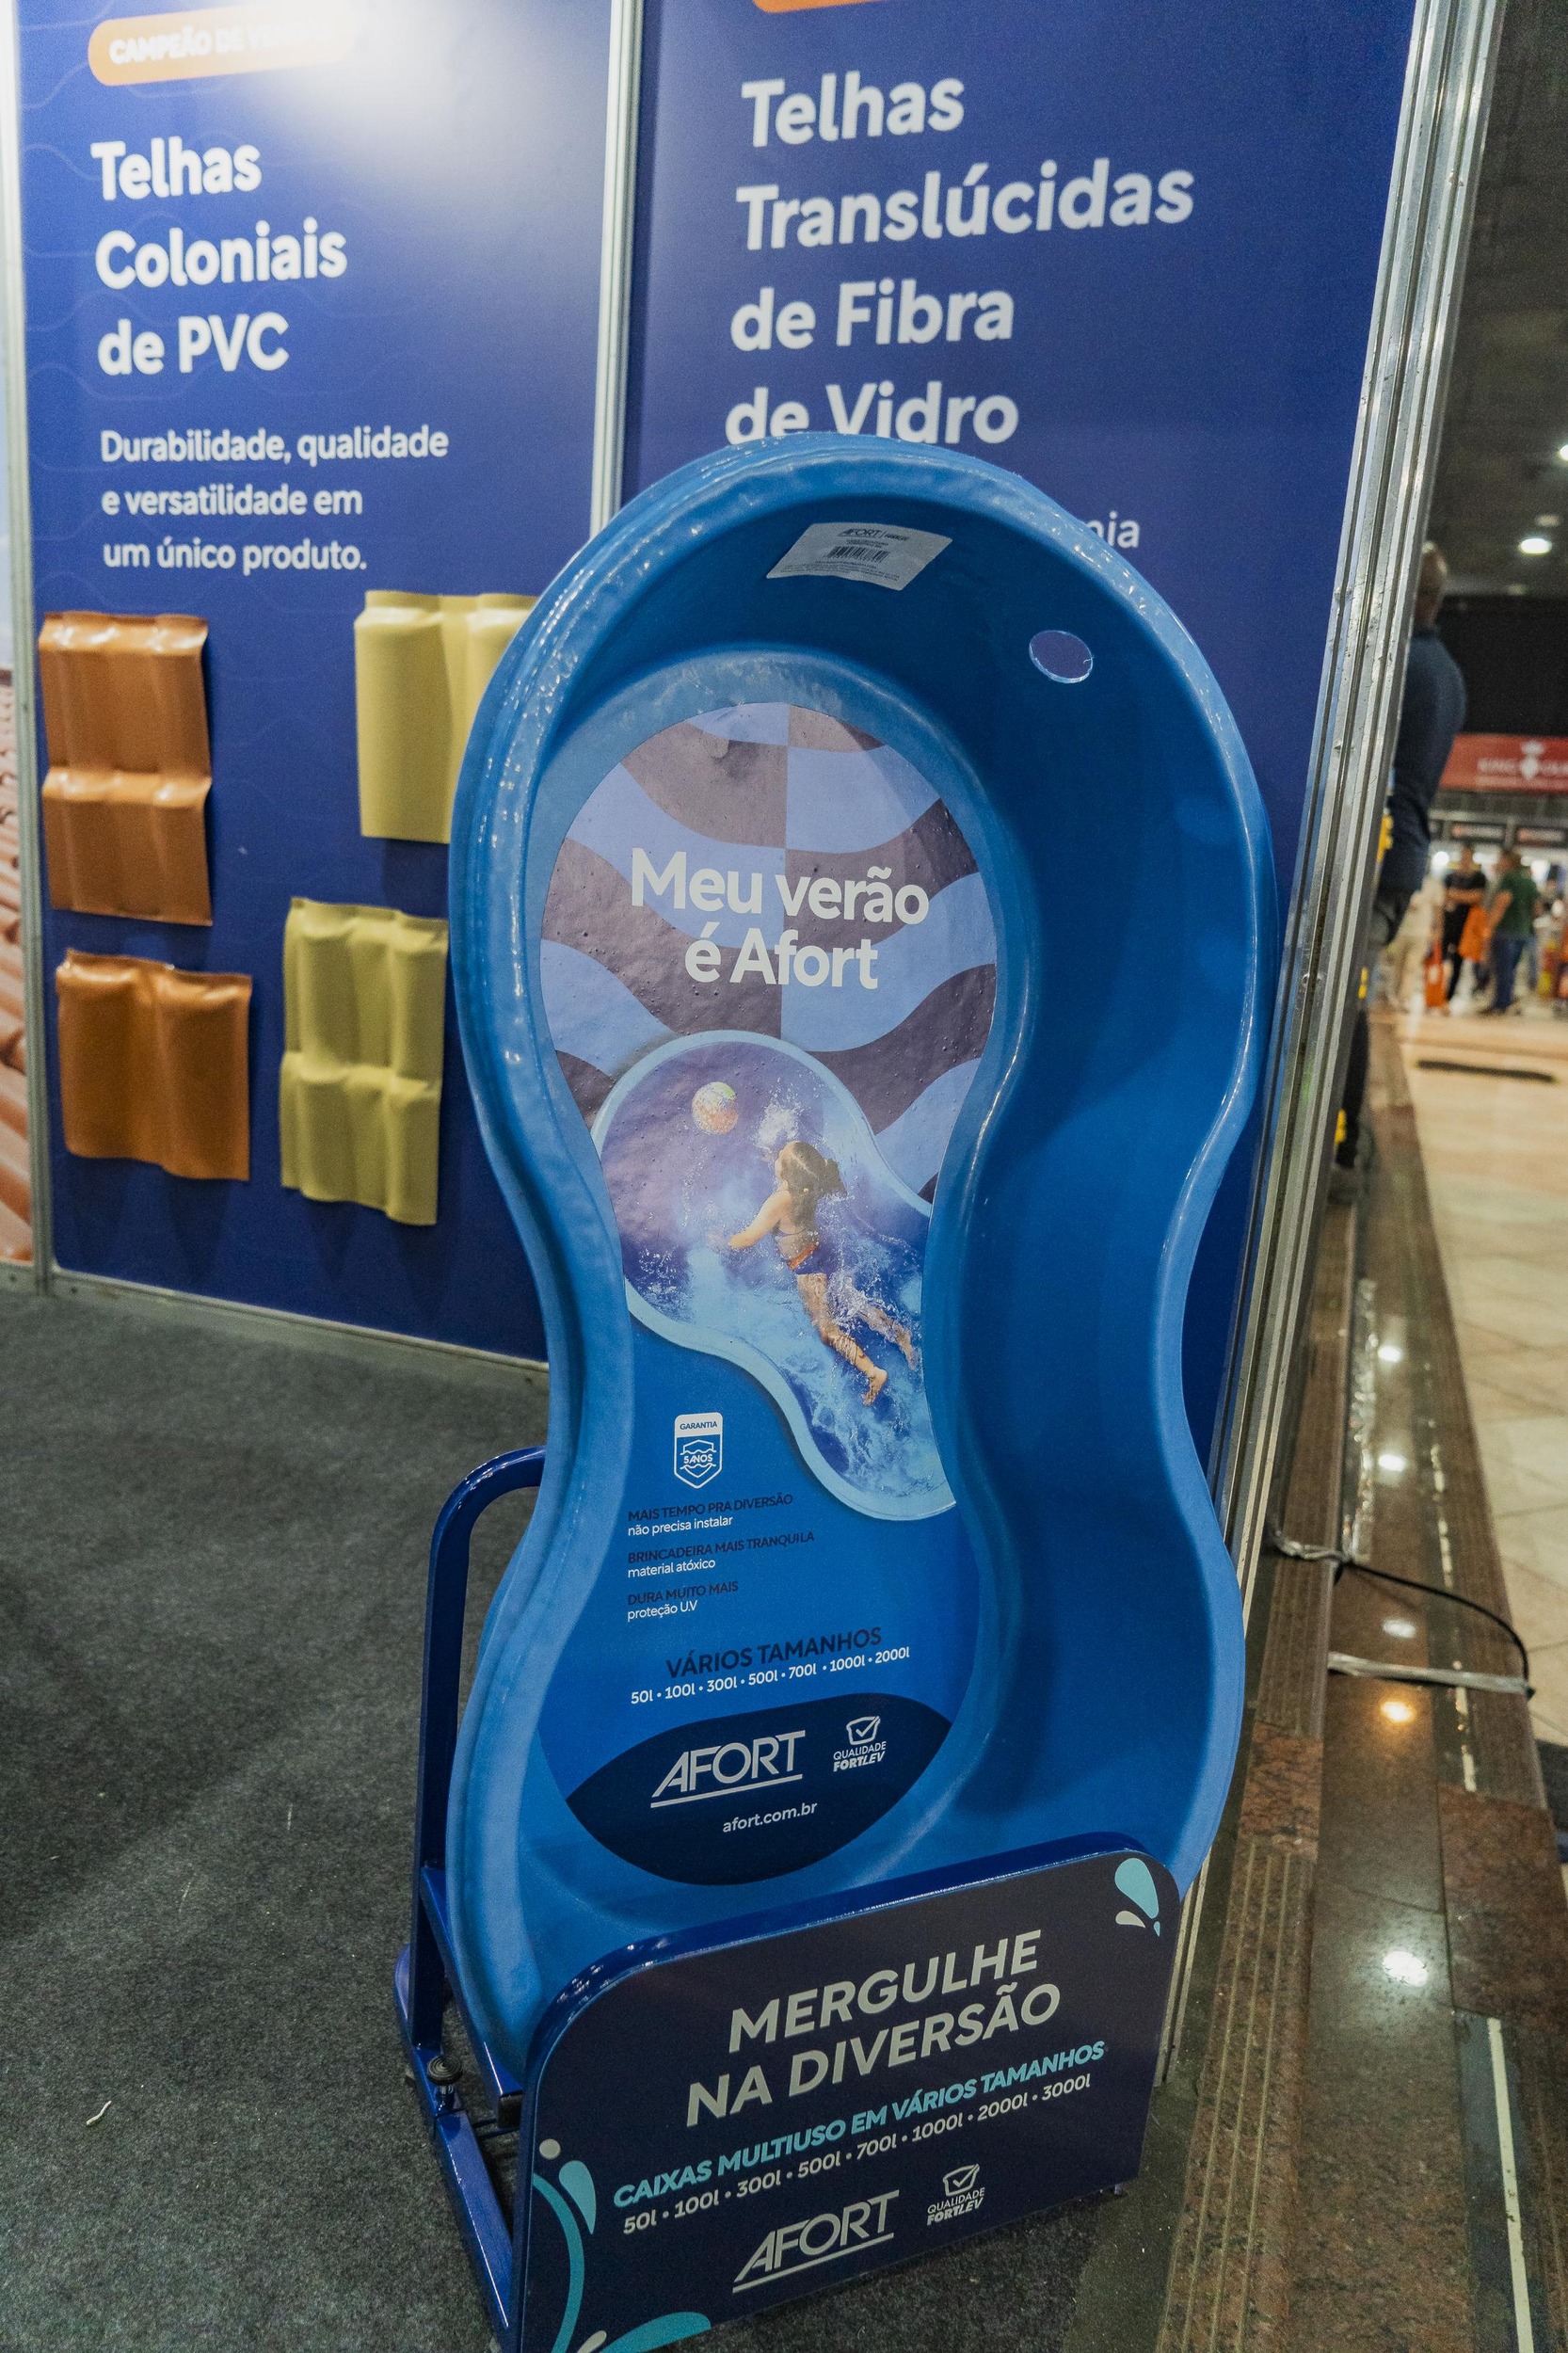 CAMPEÃO DE VENDAS
Telhas
Coloniais
de PVC
Durabilidade, qualidade
e versatilidade em
um único produto.
Telhas
Translúcidas
de Fibra
de Vidro
AFORT
Meu verão
é Afort
GARANTIA
5 ANOS
MAIS TEMPO PRA DIVERSÃO
não precisa instalar
BRINCADEIRA MAIS TRANQUILA
material atóxico
DURA MUITO MAIS
proteção U.V
VÁRIOS TAMANHOS
50l • 100l • 300l • 500l • 700l • 1000l • 2000l
AFORT
QUALIDADE
FORTLEV
afort.com.br
MERGULHE
NA DIVERSÃO
CAIXAS MULTIUSO EM VÁRIOS TAMANHOS
50l • 100l • 300l • 500l • 700l • 1000l • 2000l • 3000l
AFORT
QUALIDADE
FORTLEV